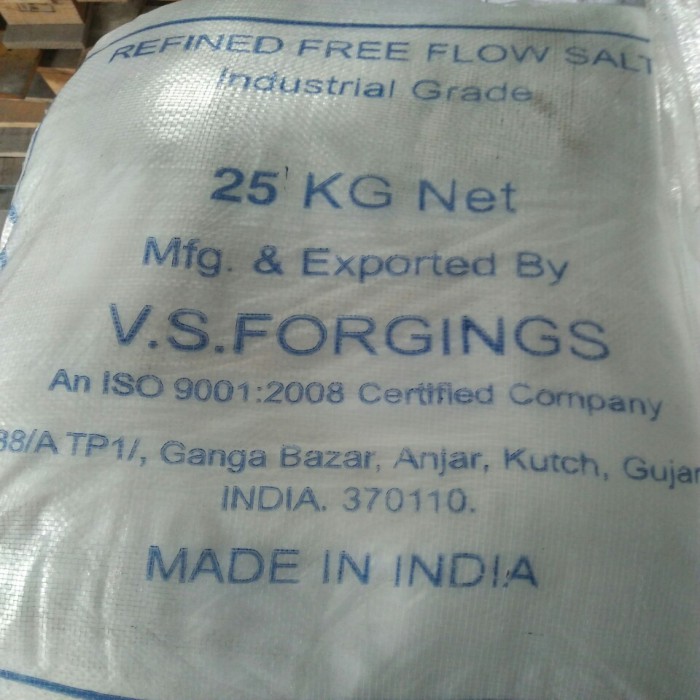 REFINED FREE FLOW SALT
Industrial Grade
25 KG Net
Mfg. & Exported By
V.S.FORGINGS
An ISO 9001:2008 Certified Company
38/A TP1/, Ganga Bazar, Anjar, Kutch, Gujar
INDIA. 370110.
MADE IN INDIA